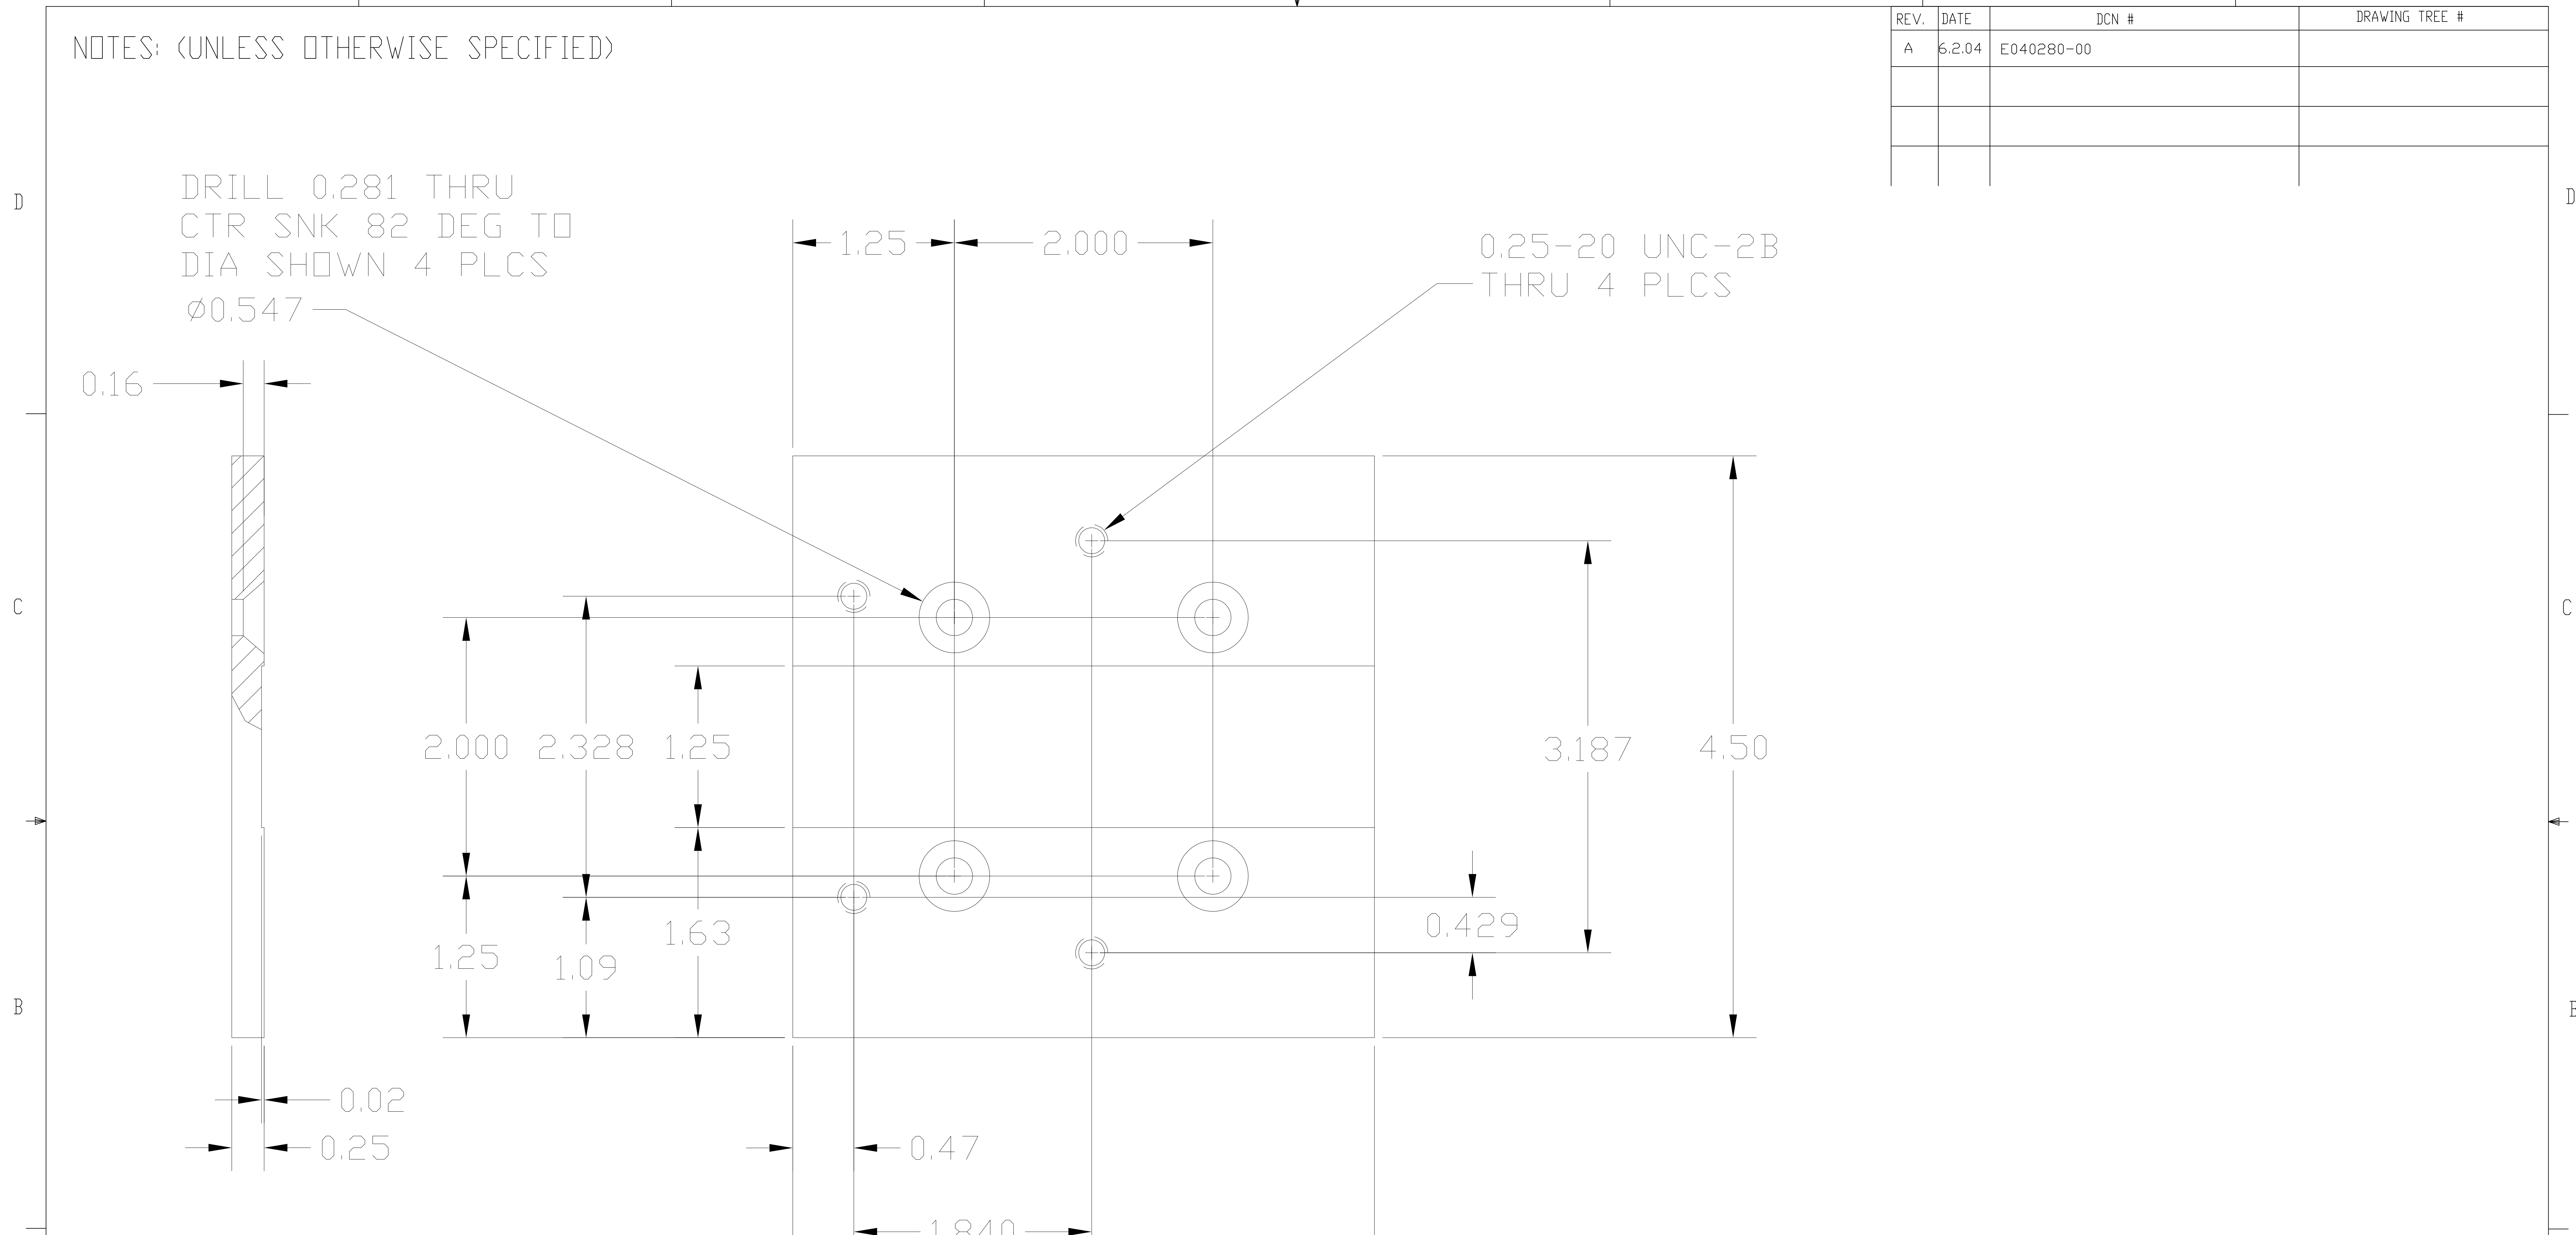 NOTES: (UNLESS OTHERWISE SPECIFIED)
REV. DATE DCN # DRAWING TREE #
A 6.2.04 E040280-00
D
D
DRILL 0.281 THRU
CTR SNK 82 DEG TO
DIA SHOWN 4 PLCS
Ø0.547
1.25
2.000
0.25-20 UNC-2B
THRU 4 PLCS
0.16
C
C
2.000
2.328
1.25
3.187
4.50
1.25
1.09
1.63
0.429
B
B
0.02
0.25
0.47
1.840